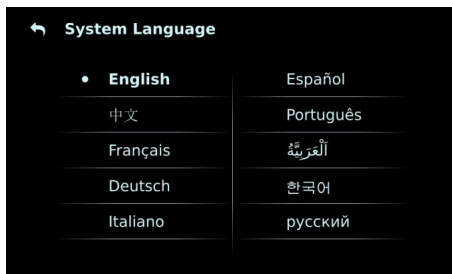 System Language
English
中文
Français
Deutsch
Italiano
Español
Português
اَلْعَرَبِيَّةُ
한국어
русский